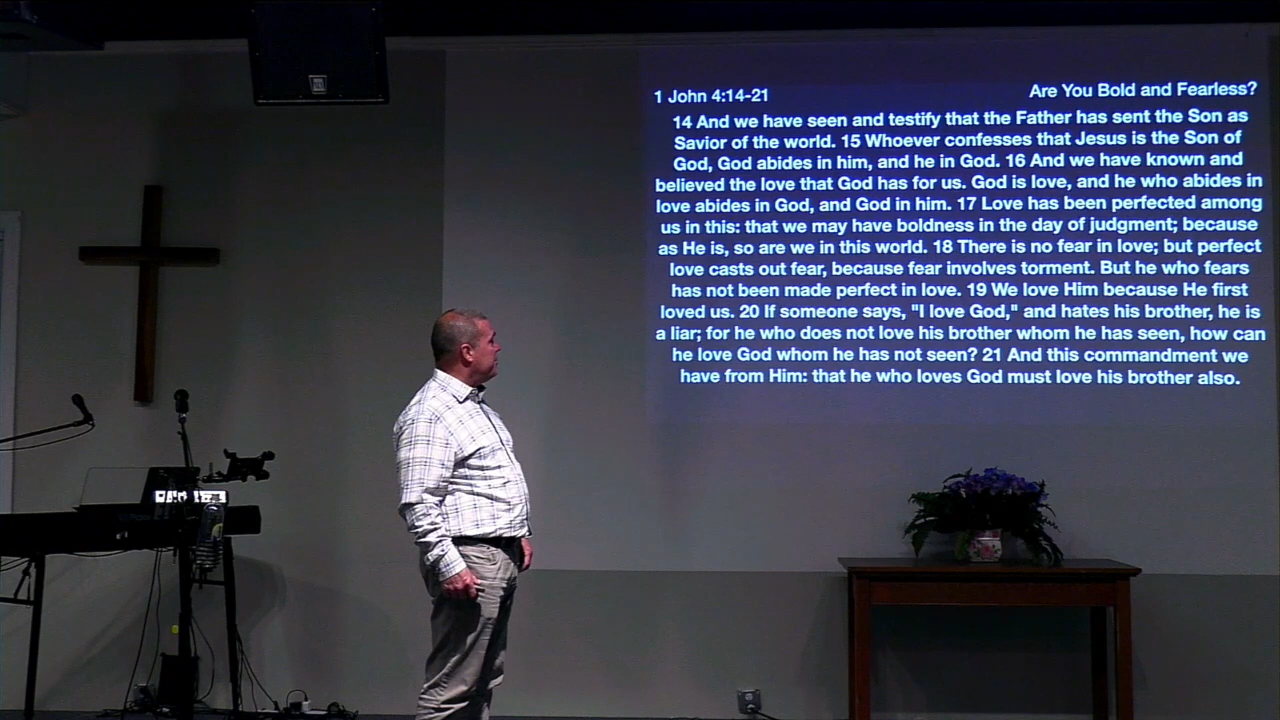 1 John 4:14-21 Are You Bold and Fearless?
14 And we have seen and testify that the Father has sent the Son as
Savior of the world. 15 Whoever confesses that Jesus is the Son of
God, God abides in him, and he in God. 16 And we have known and
believed the love that God has for us. God is love, and he who abides in
love abides in God, and God in him. 17 Love has been perfected among
us in this: that we may have boldness in the day of judgment; because
as He is, so are we in this world. 18 There is no fear in love; but perfect
love casts out fear, because fear involves torment. But he who fears
has not been made perfect in love. 19 We love Him because He first
loved us. 20 If someone says, "I love God," and hates his brother, he is
a liar; for he who does not love his brother whom he has seen, how can
he love God whom he has not seen? 21 And this commandment we
have from Him: that he who loves God must love his brother also.